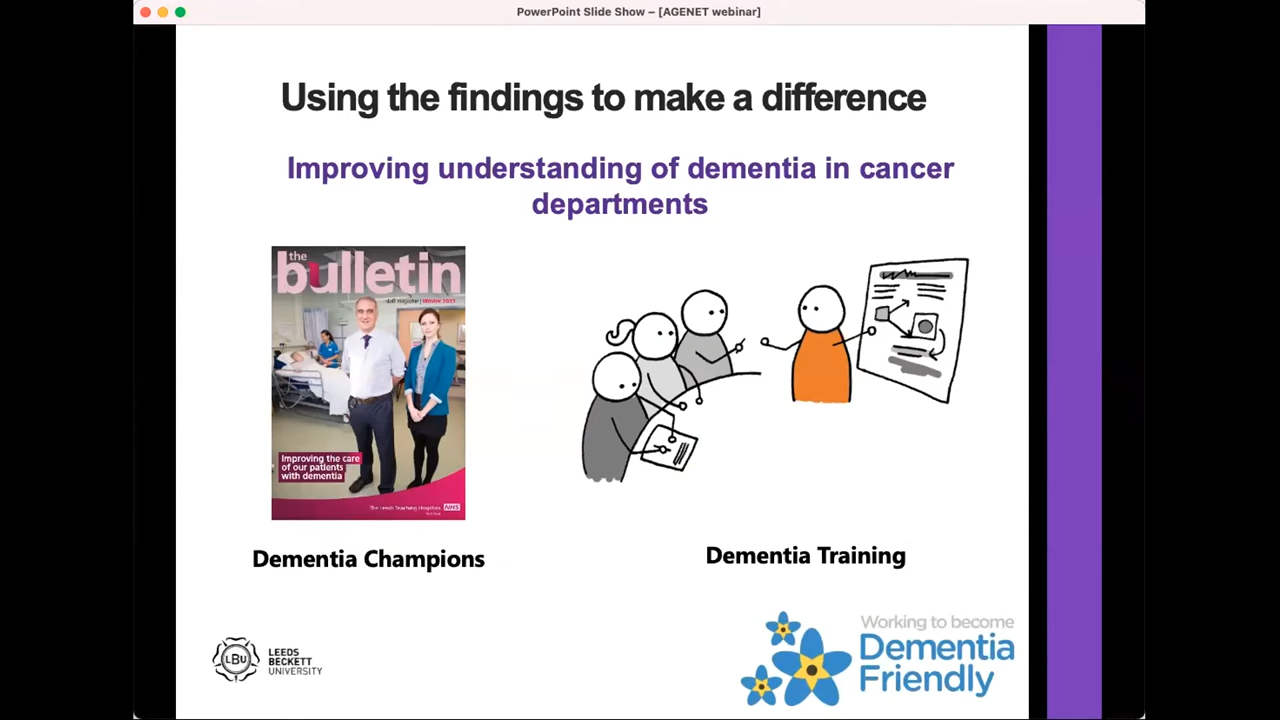 PowerPoint Slide Show – [AGENET webinar]
Using the findings to make a difference
Improving understanding of dementia in cancer
departments
the
bulletin
Improving the care
of our patients
with dementia
The Leeds Teaching Hospitals
NHS
Dementia Champions
Dementia Training
LBU
LEEDS
BECKETT
UNIVERSITY
Working to become
Dementia
Friendly